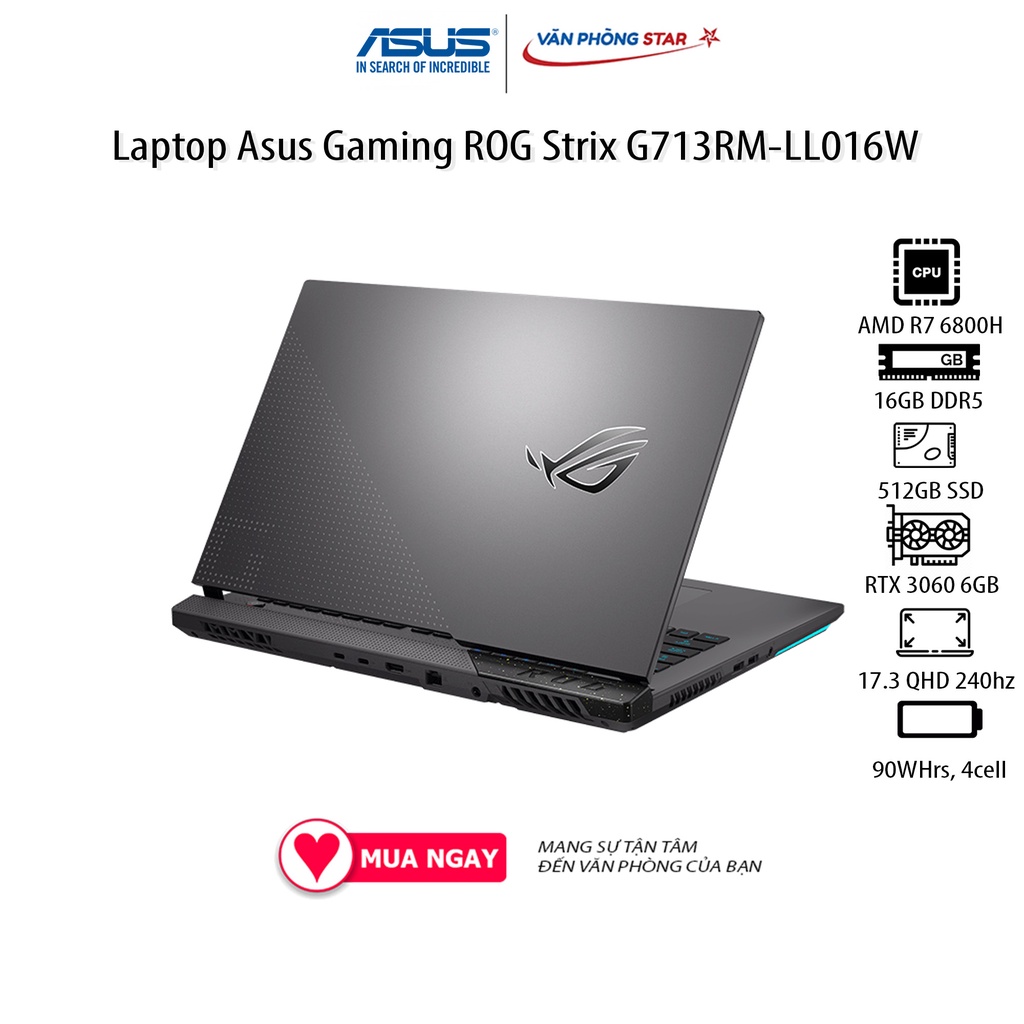 ASUS
IN SEARCH OF INCREDIBLE
VĂN PHÒNG STAR
Laptop Asus Gaming ROG Strix G713RM-LL016W
CPU
AMD R7 6800H
GB
16GB DDR5
512GB SSD
RTX 3060 6GB
17.3 QHD 240hz
90WHrs, 4cell
ROG
MUA NGAY
MANG SỰ TẬN TÂM
ĐẾN VĂN PHÒNG CỦA BẠN